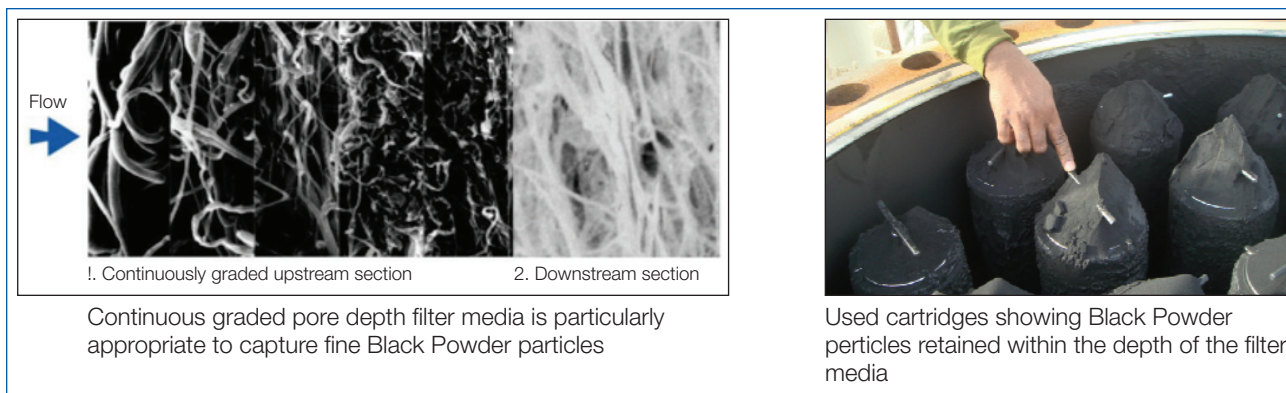 Flow
!. Continuously graded upstream section
2. Downstream section
Continuous graded pore depth filter media is particularly
appropriate to capture fine Black Powder particles
Used cartridges showing Black Powder
perticles retained within the depth of the filter
media